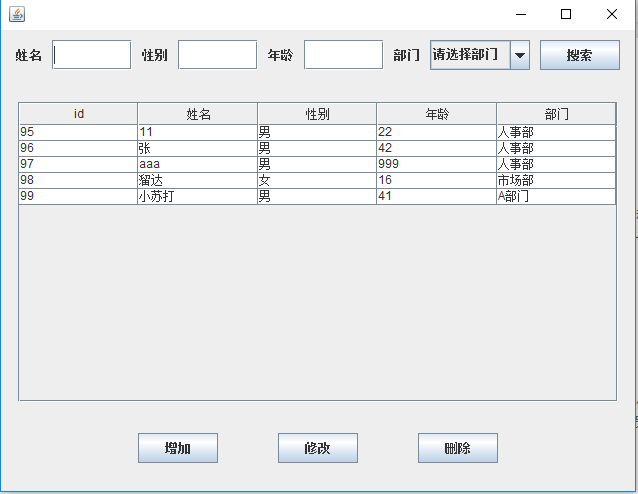 姓名 性别 年龄 部门 请选择部门 搜索
id 姓名 性别 年龄 部门
95 11 男 22 人事部
96 张 男 42 人事部
97 aaa 男 999 人事部
98 溜达 女 16 市场部
99 小苏打 男 41 A部门
增加 修改 删除